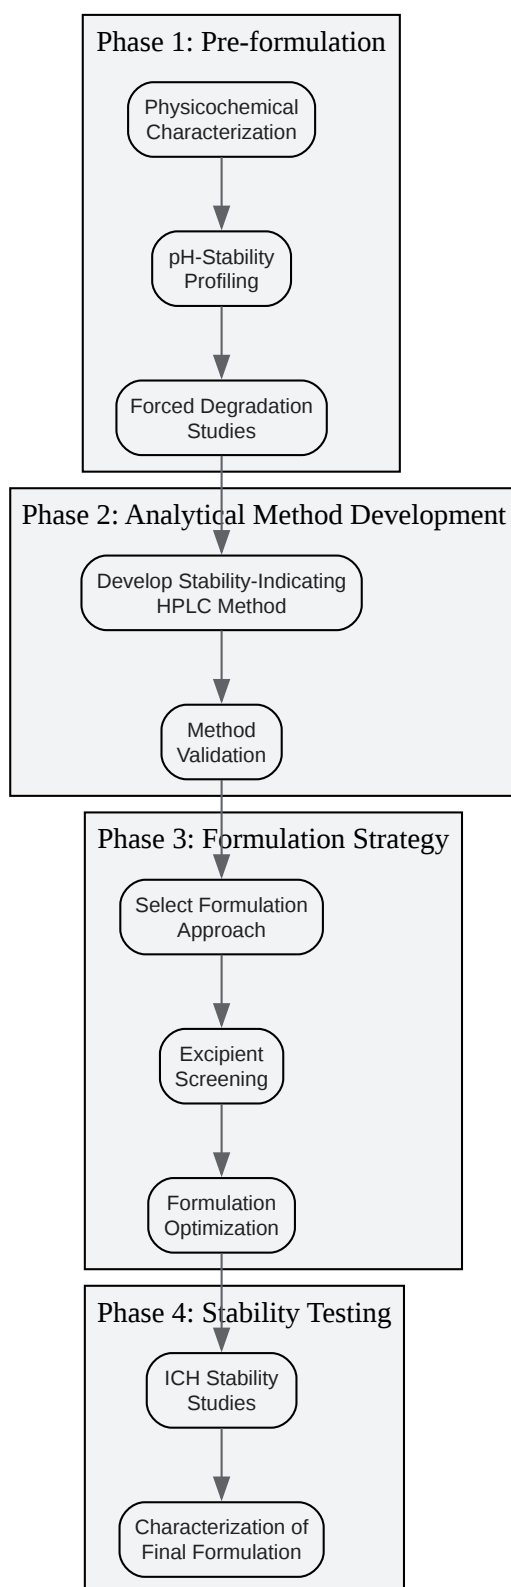 Phase 1: Pre-formulation
Physicochemical
Characterization
pH-Stability
Profiling
Forced Degradation
Studies
Phase 2: Analytical Method Development
Develop Stability-Indicating
HPLC Method
Method
Validation
Phase 3: Formulation Strategy
Select Formulation
Approach
Excipient
Screening
Formulation
Optimization
Phase 4: Stability Testing
ICH Stability
Studies
Characterization of
Final Formulation